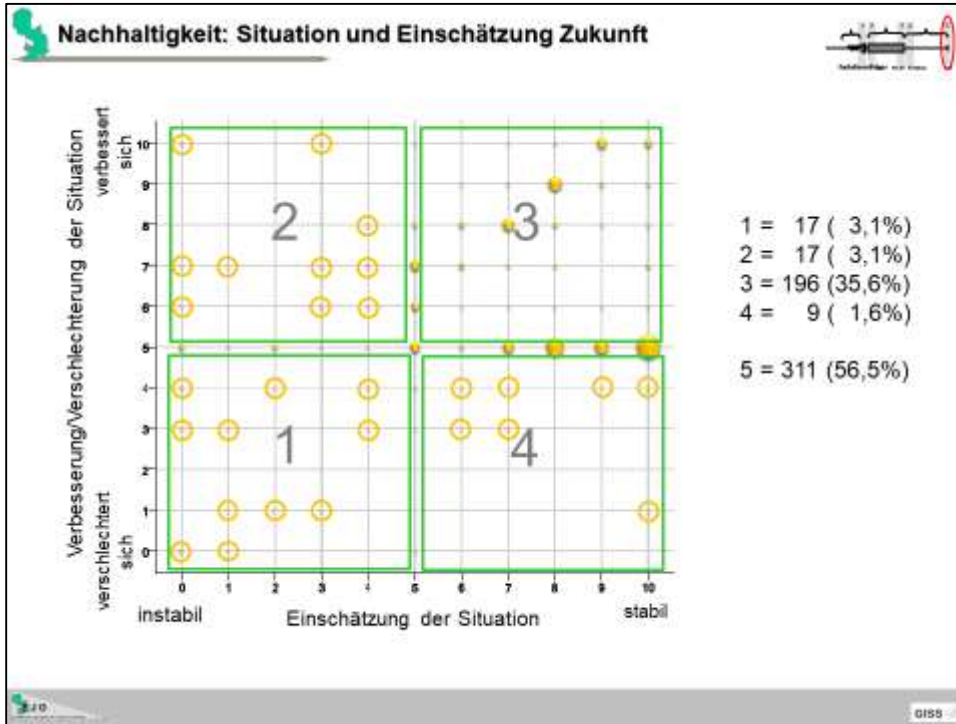 Nachhaltigkeit: Situation und Einschätzung Zukunft
Verbesserung/Verschlechterung der Situation
verbessert
sich
verschlechtert
sich
10
9
8
7
6
5
4
3
2
1
0
2
3
1
4
0 1 2 3 4 5 6 7 8 9 10
instabil
Einschätzung der Situation
stabil
1 = 17 ( 3,1%)
2 = 17 ( 3,1%)
3 = 196 (35,6%)
4 = 9 ( 1,6%)
5 = 311 (56,5%)
GISS